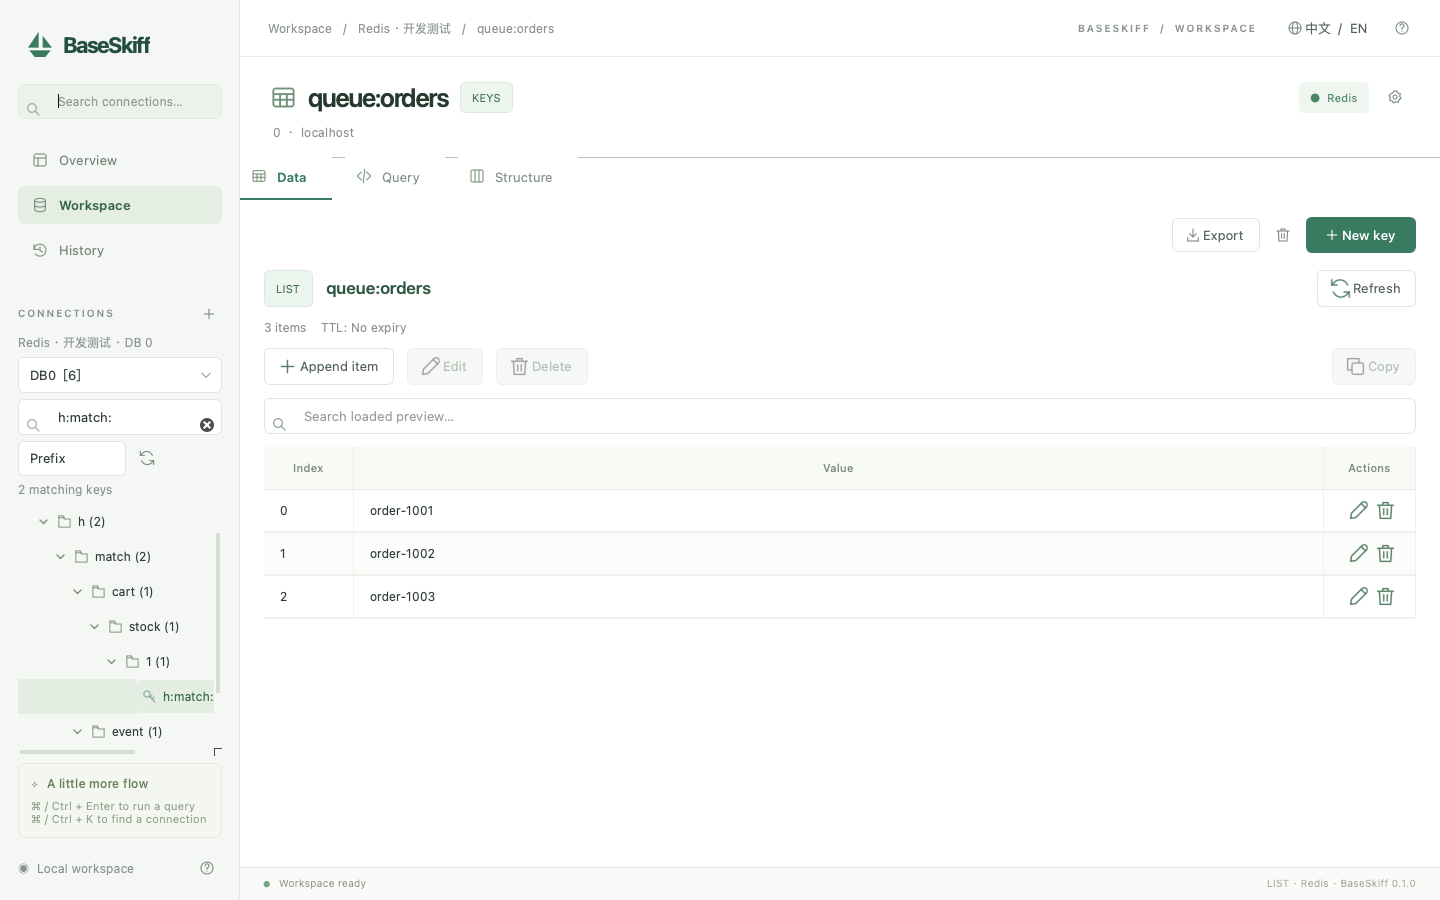 BaseSkiff
Search connections...
Overview
Workspace
History
CONNECTIONS
Redis · 开发测试 · DB 0
DB0 [6]
h:match:
Prefix
2 matching keys
h (2)
match (2)
cart (1)
stock (1)
1 (1)
h:match:
event (1)
A little more flow
⌘ / Ctrl + Enter to run a query
⌘ / Ctrl + K to find a connection
Local workspace
Workspace / Redis · 开发测试 / queue:orders
BASESKIFF / WORKSPACE
中文 / EN
queue:orders
KEYS
Redis
0 · localhost
Data
Query
Structure
Export
New key
LIST
queue:orders
Refresh
3 items
TTL: No expiry
Append item
Edit
Delete
Copy
Search loaded preview...
Index Value Actions
0 order-1001
1 order-1002
2 order-1003
Workspace ready
LIST · Redis · BaseSkiff 0.1.0